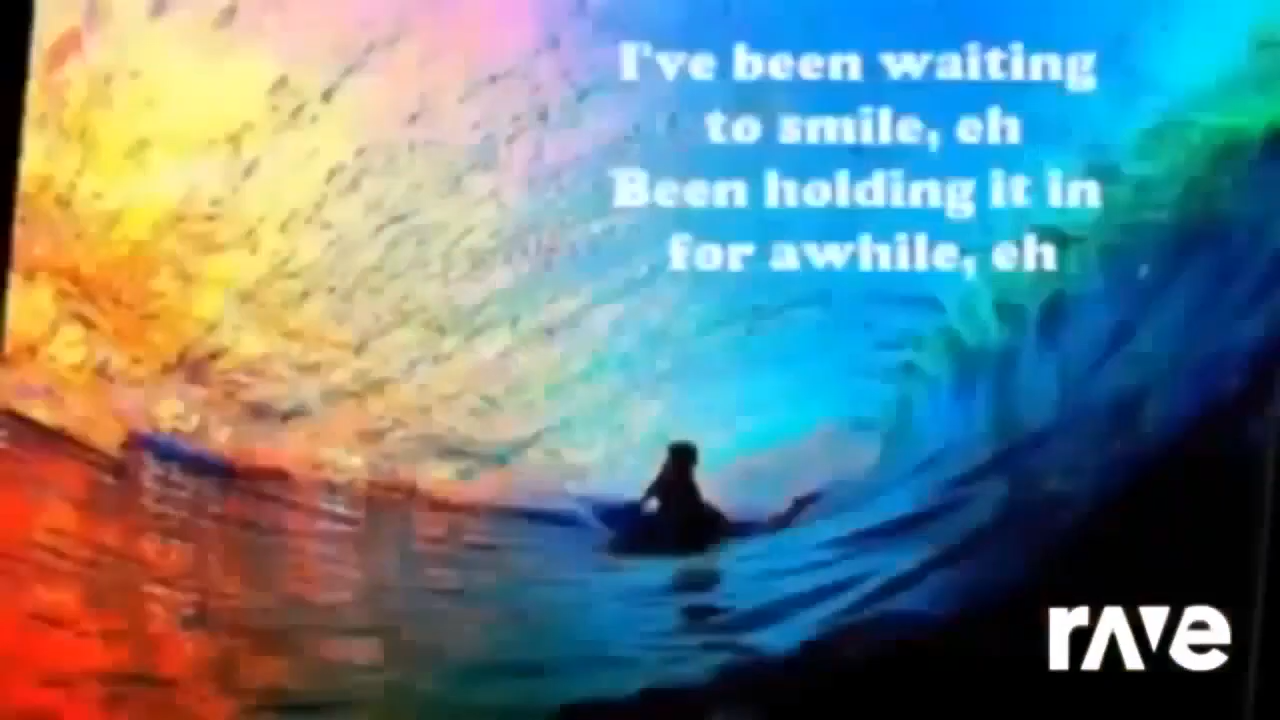 I've been waiting
to smile, eh
Been holding it in
for awhile, eh
rave